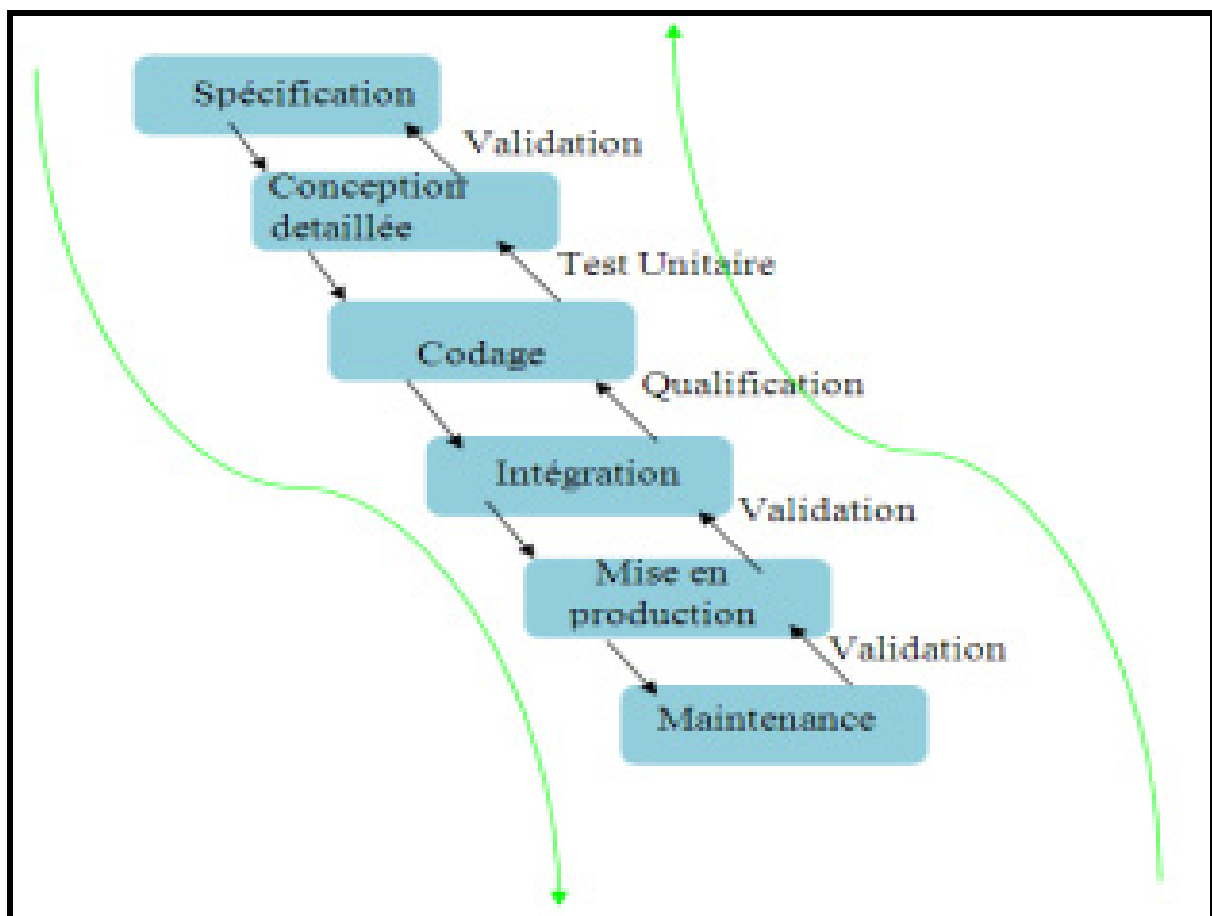 Spécification
Validation
Conception
detaillée
Test Unitaire
Codage
Qualification
Intégration
Validation
Mise en
production
Validation
Maintenance